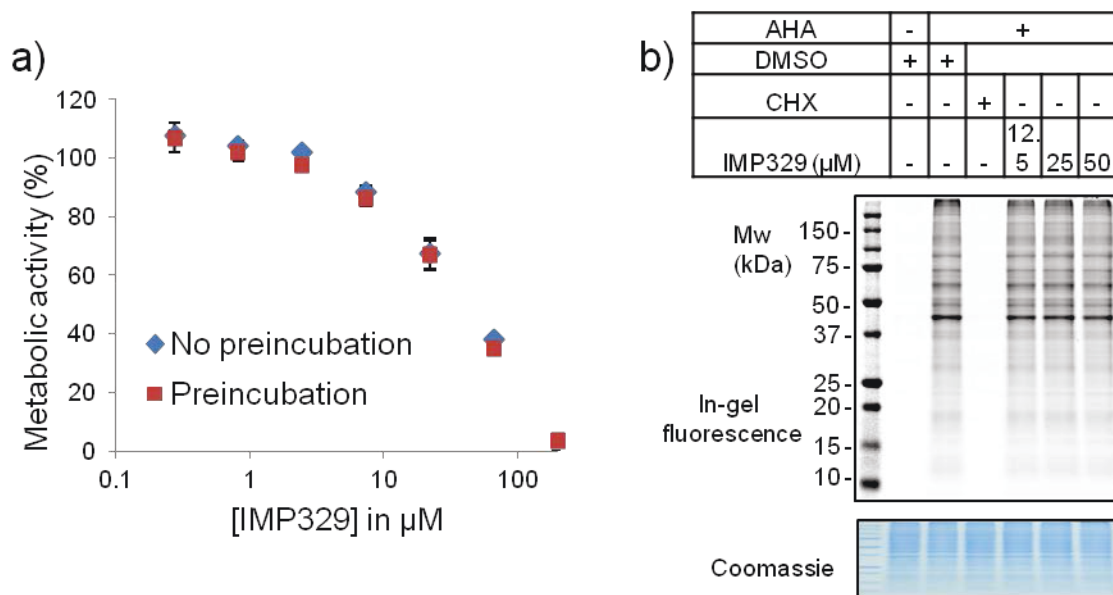 a)
120
100
80
60
40
20
0
Metabolic activity (%)
No preincubation
Preincubation
0.1 1 10 100
[IMP329] in µM
b)
AHA - +
DMSO + +
CHX - - + - - -
IMP329 (µM) - - - 12.5 25 50
Mw
(kDa)
150 -
75 -
50 -
37 -
25 -
20 -
15 -
10 -
In-gel
fluorescence
Coomassie